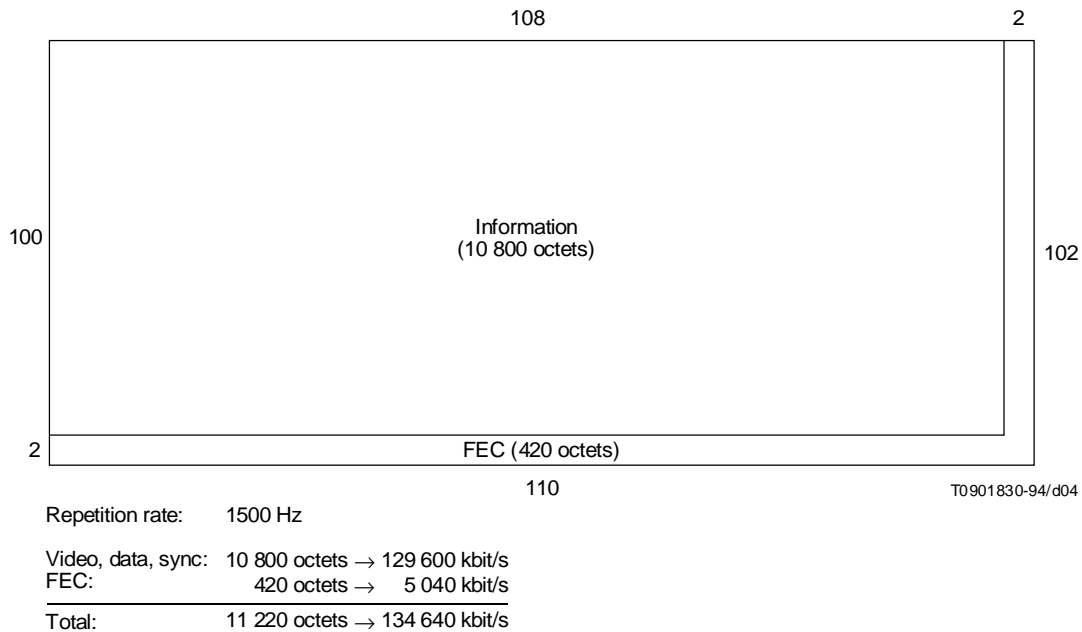 108
2
Information
(10 800 octets)
100
102
2
FEC (420 octets)
110
T0901830-94/d04
Repetition rate: 1500 Hz
Video, data, sync: 10 800 octets → 129 600 kbit/s
FEC: 420 octets → 5 040 kbit/s
Total: 11 220 octets → 134 640 kbit/s